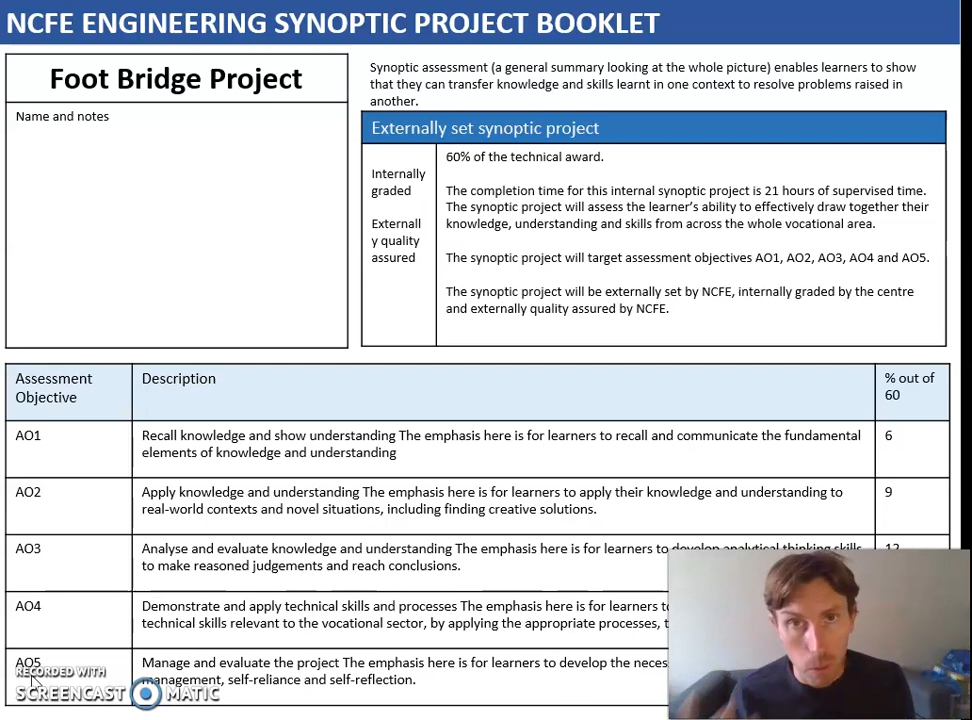 NCFE ENGINEERING SYNOPTIC PROJECT BOOKLET
Foot Bridge Project
Name and notes
Synoptic assessment (a general summary looking at the whole picture) enables learners to show
that they can transfer knowledge and skills learnt in one context to resolve problems raised in
another.
Externally set synoptic project
Internally
graded
Externall
y quality
assured
60% of the technical award.
The completion time for this internal synoptic project is 21 hours of supervised time.
The synoptic project will assess the learner's ability to effectively draw together their
knowledge, understanding and skills from across the whole vocational area.
The synoptic project will target assessment objectives AO1, AO2, AO3, AO4 and AO5.
The synoptic project will be externally set by NCFE, internally graded by the centre
and externally quality assured by NCFE.
Assessment
Objective
Description
% out of
60
AO1
Recall knowledge and show understanding The emphasis here is for learners to recall and communicate the fundamental
elements of knowledge and understanding
6
AO2
Apply knowledge and understanding The emphasis here is for learners to apply their knowledge and understanding to
real-world contexts and novel situations, including finding creative solutions.
9
AO3
Analyse and evaluate knowledge and understanding The emphasis here is for learners to develop analytical thinking skills
to make reasoned judgements and reach conclusions.
12
AO4
Demonstrate and apply technical skills and processes The emphasis here is for learners
technical skills relevant to the vocational sector, by applying the appropriate processes,
AO5
Manage and evaluate the project The emphasis here is for learners to develop the
management, self-reliance and self-reflection.
RECORDED WITH
SCREENCAST MATIC